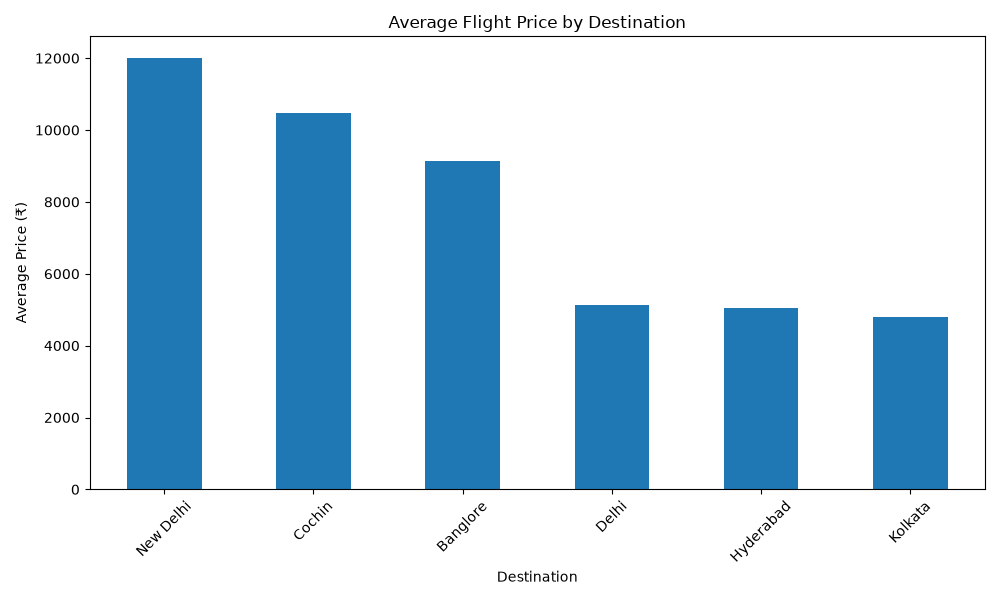 Average Flight Price by Destination
Average Price (₹)
12000
10000
8000
6000
4000
2000
0
New Delhi
Cochin
Banglore
Delhi
Hyderabad
Kolkata
Destination